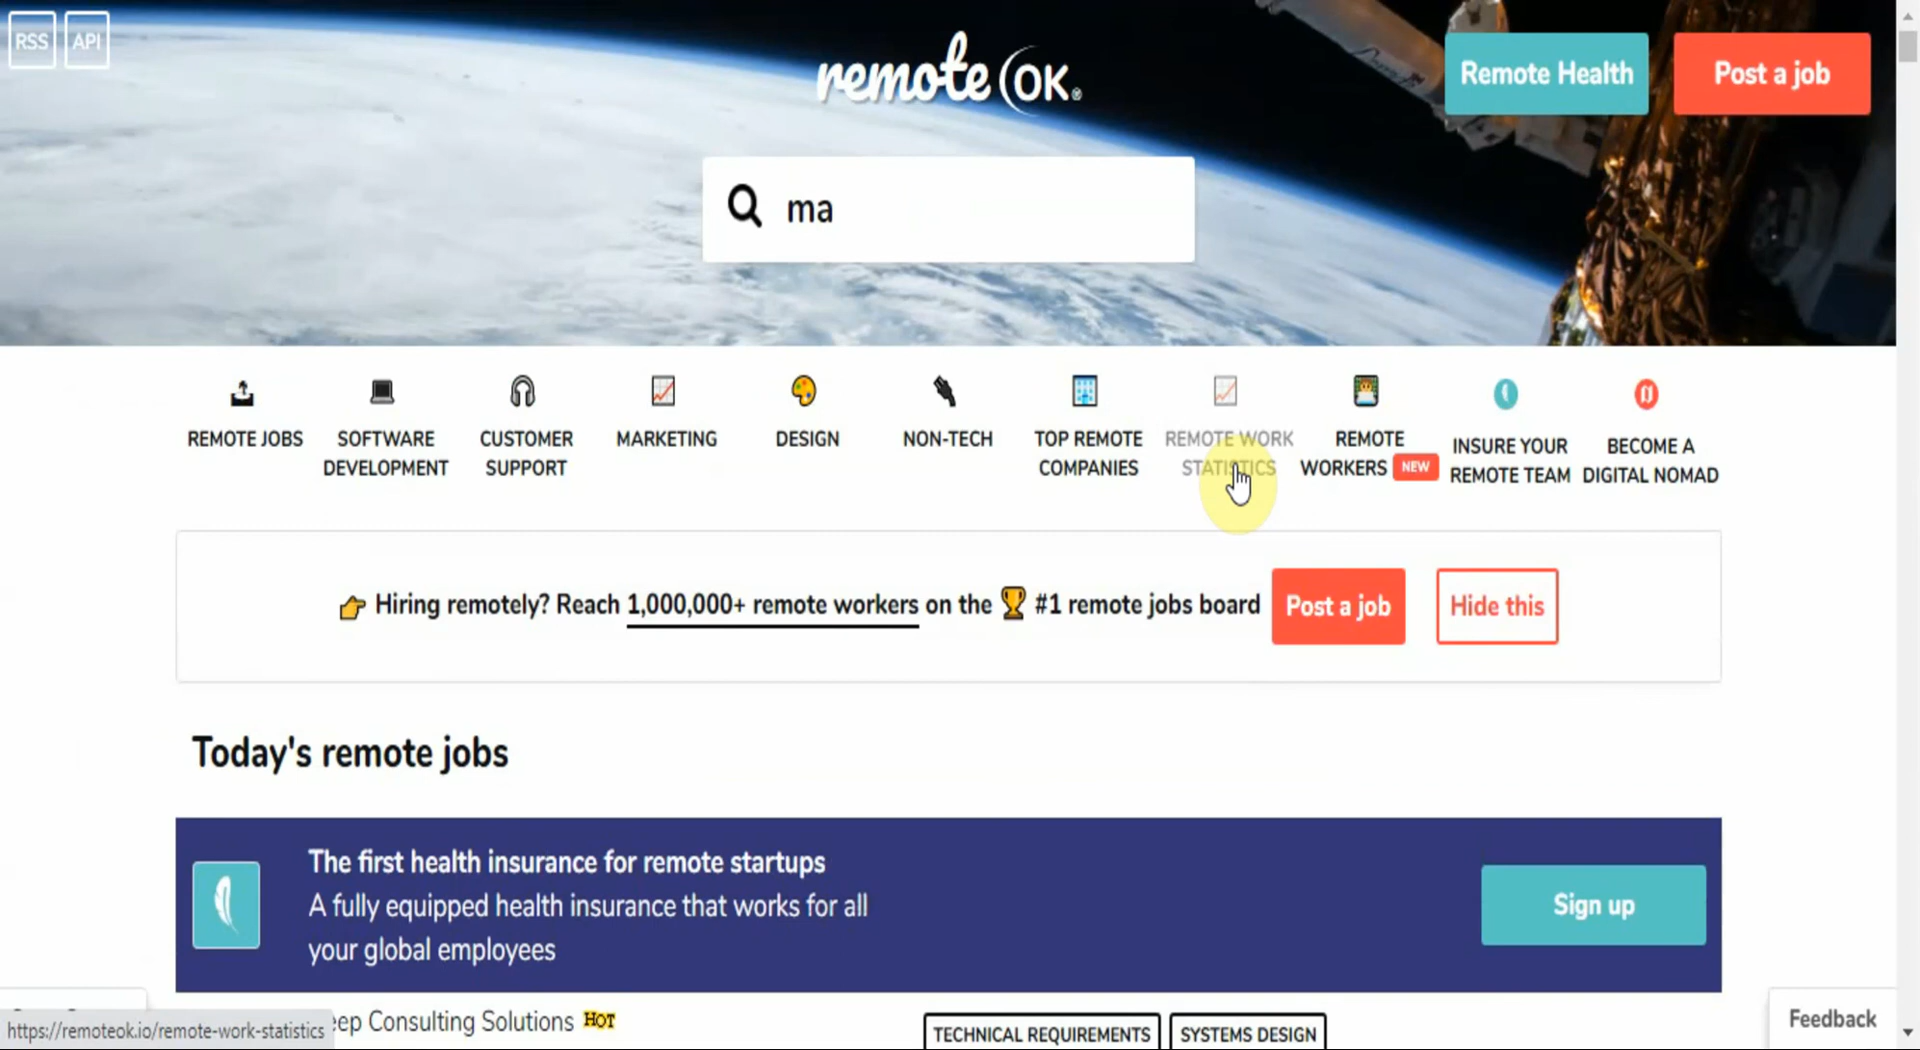 RSS API
remote OK®
Remote Health
Post a job
ma
REMOTE JOBS
SOFTWARE
DEVELOPMENT
CUSTOMER
SUPPORT
MARKETING
DESIGN
NON-TECH
TOP REMOTE
COMPANIES
REMOTE WORK
STATISTICS
REMOTE
WORKERS NEW
INSURE YOUR
REMOTE TEAM
BECOME A
DIGITAL NOMAD
Hiring remotely? Reach 1,000,000+ remote workers on the #1 remote jobs board
Post a job
Hide this
Today's remote jobs
The first health insurance for remote startups
A fully equipped health insurance that works for all
your global employees
Sign up
eep Consulting Solutions HOT
TECHNICAL REQUIREMENTS
SYSTEMS DESIGN
https://remoteok.io/remote-work-statistics
Feedback